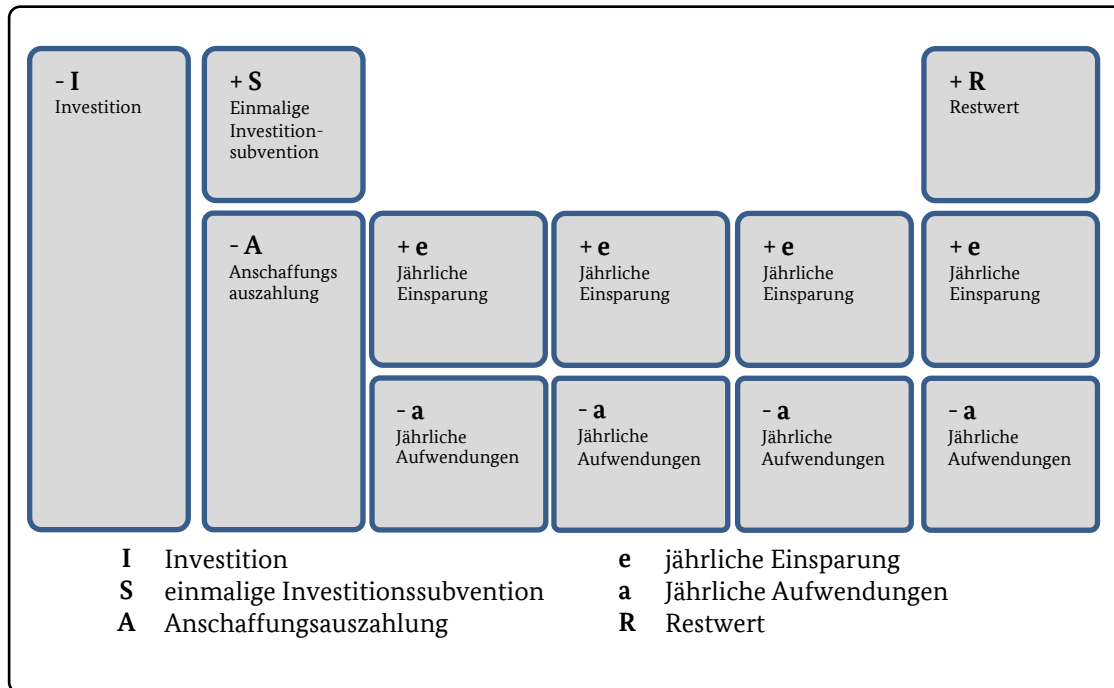 - I
Investition
+ S
Einmalige
Investition-
subvention
+ R
Restwert
- A
Anschaffungs
auszahlung
+ e
Jährliche
Einsparung
+ e
Jährliche
Einsparung
+ e
Jährliche
Einsparung
+ e
Jährliche
Einsparung
- a
Jährliche
Aufwendungen
- a
Jährliche
Aufwendungen
- a
Jährliche
Aufwendungen
- a
Jährliche
Aufwendungen
I Investition
S einmalige Investitionssubvention
A Anschaffungsauszahlung
e jährliche Einsparung
a Jährliche Aufwendungen
R Restwert